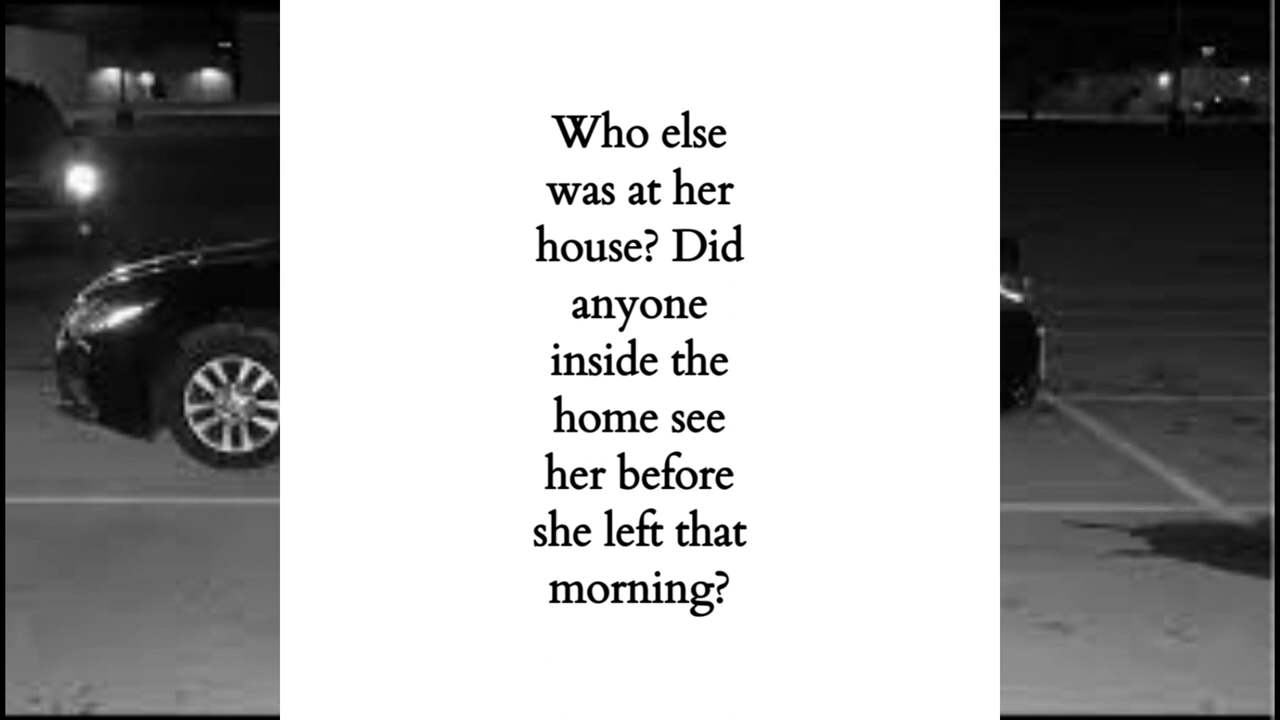 Who else
was at her
house? Did
anyone
inside the
home see
her before
she left that
morning?